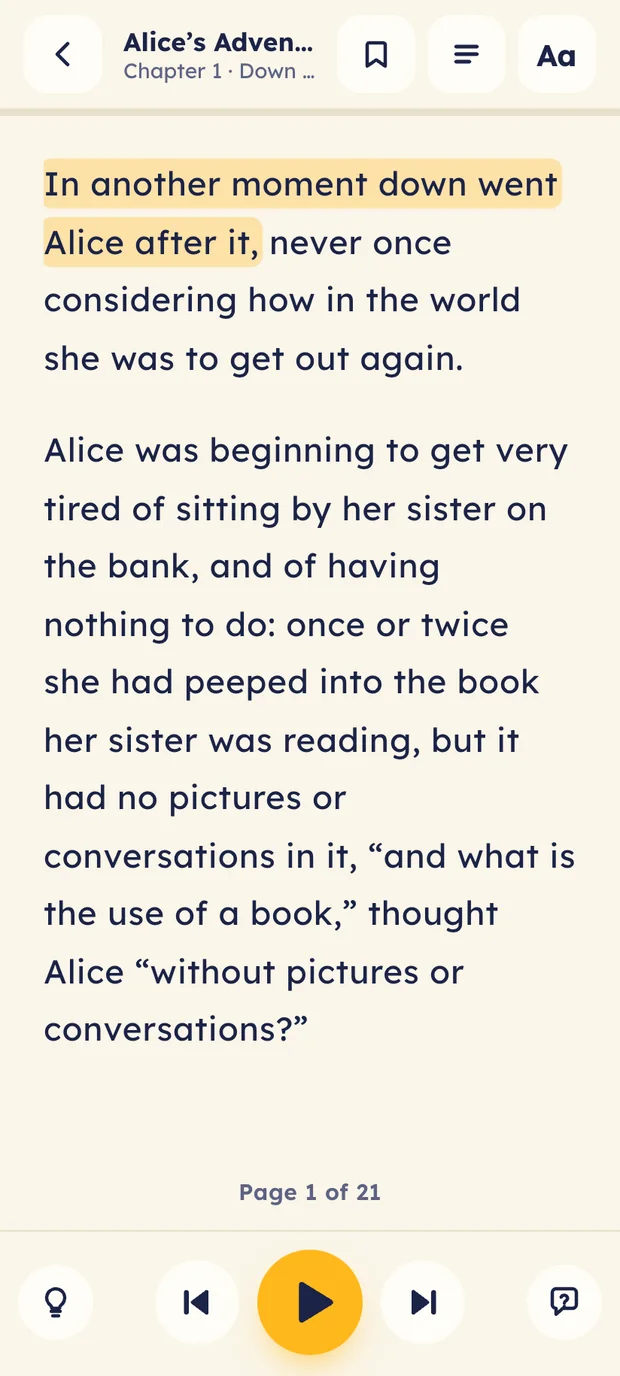 Alice’s Adven...
Chapter 1 · Down ...
Aa
In another moment down went
Alice after it, never once
considering how in the world
she was to get out again.
Alice was beginning to get very
tired of sitting by her sister on
the bank, and of having
nothing to do: once or twice
she had peeped into the book
her sister was reading, but it
had no pictures or
conversations in it, “and what is
the use of a book,” thought
Alice “without pictures or
conversations?”
Page 1 of 21